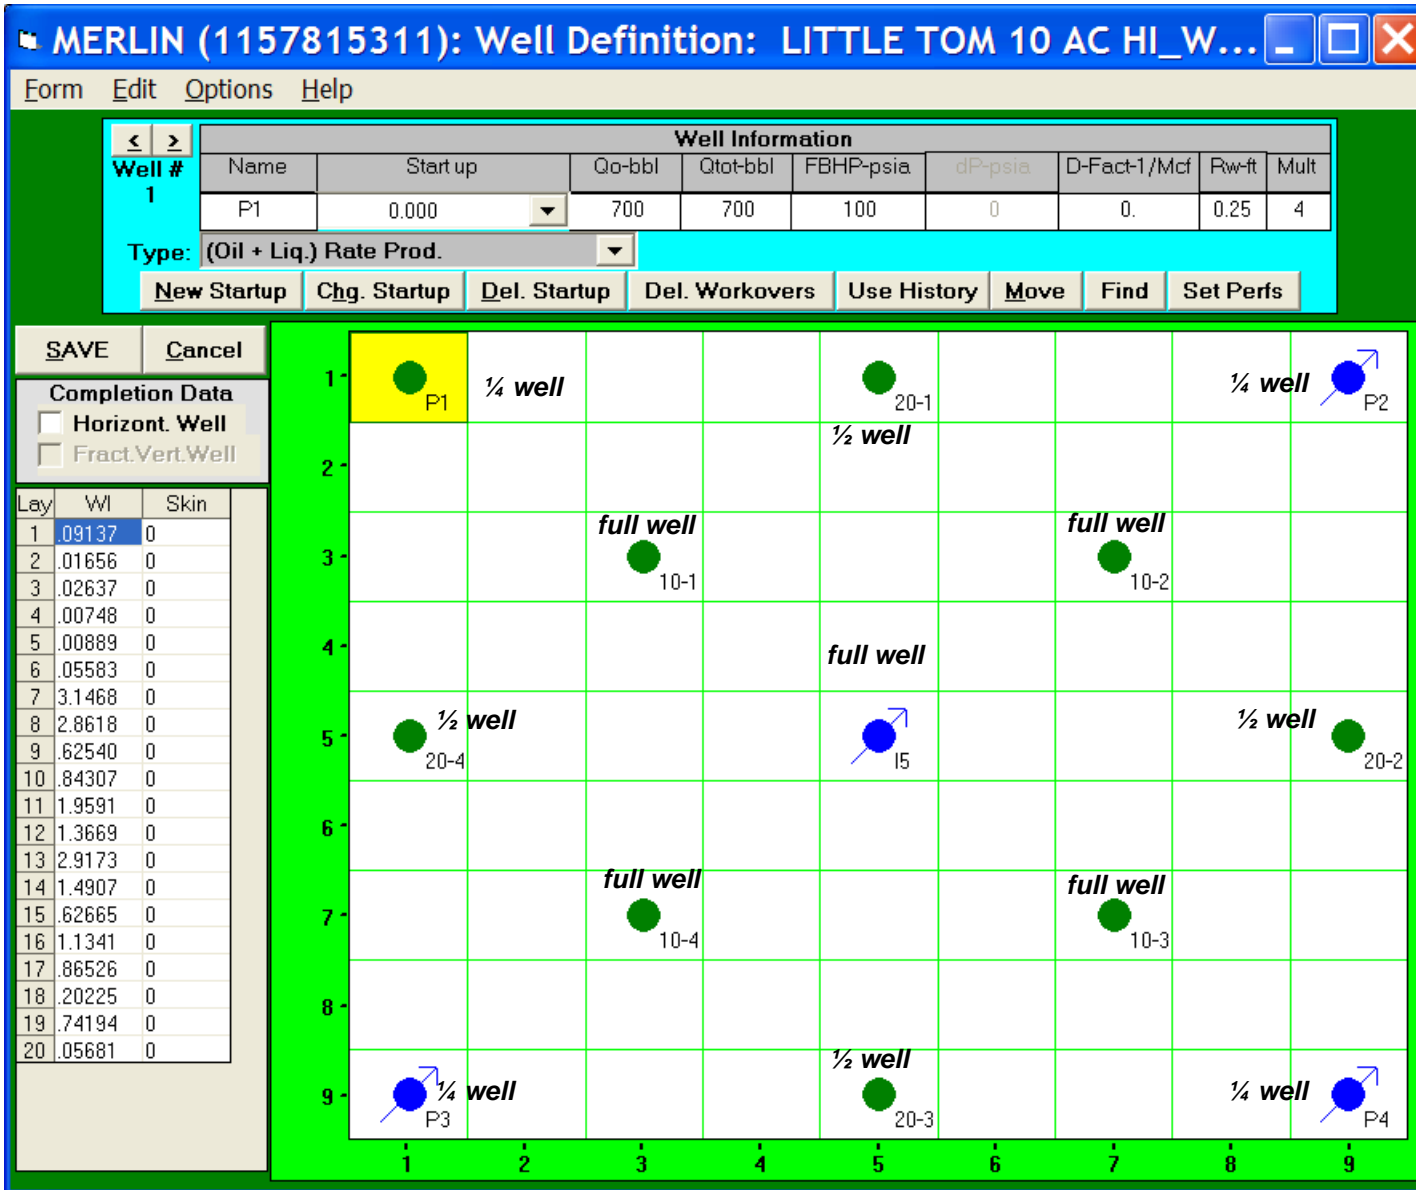 MERLIN (1157815311): Well Definition: LITTLE TOM 10 AC HI_W...
Form Edit Options Help
< >
Well #
1
Well Information
Name Start up Qo-bbl Qtot-bbl FBHP-psia dP-psia D-Fact-1/Mcf Rw-ft Mult
P1 0.000 700 700 100 0 0. 0.25 4
Type: (Oil + Liq.) Rate Prod.
New Startup Chg. Startup Del. Startup Del. Workovers Use History Move Find Set Perfs
SAVE Cancel
Completion Data
Horizont. Well
Fract.Vert.Well
Lay WI Skin
1 .09137 0
2 .01656 0
3 .02637 0
4 .00748 0
5 .00889 0
6 .05583 0
7 3.1468 0
8 2.8618 0
9 .62540 0
10 .84307 0
11 1.9591 0
12 1.3669 0
13 2.9173 0
14 1.4907 0
15 .62665 0
16 1.1341 0
17 .86526 0
18 .20225 0
19 .74194 0
20 .05681 0
1 P1 ¼ well 20-1 ¼ well P2
½ well
2
full well full well
3 10-1 10-2
4 full well
½ well ½ well
5 20-4 I5 20-2
6
full well full well
7 10-4 10-3
8
½ well
9 P3 ¼ well 20-3 ¼ well P4
1 2 3 4 5 6 7 8 9